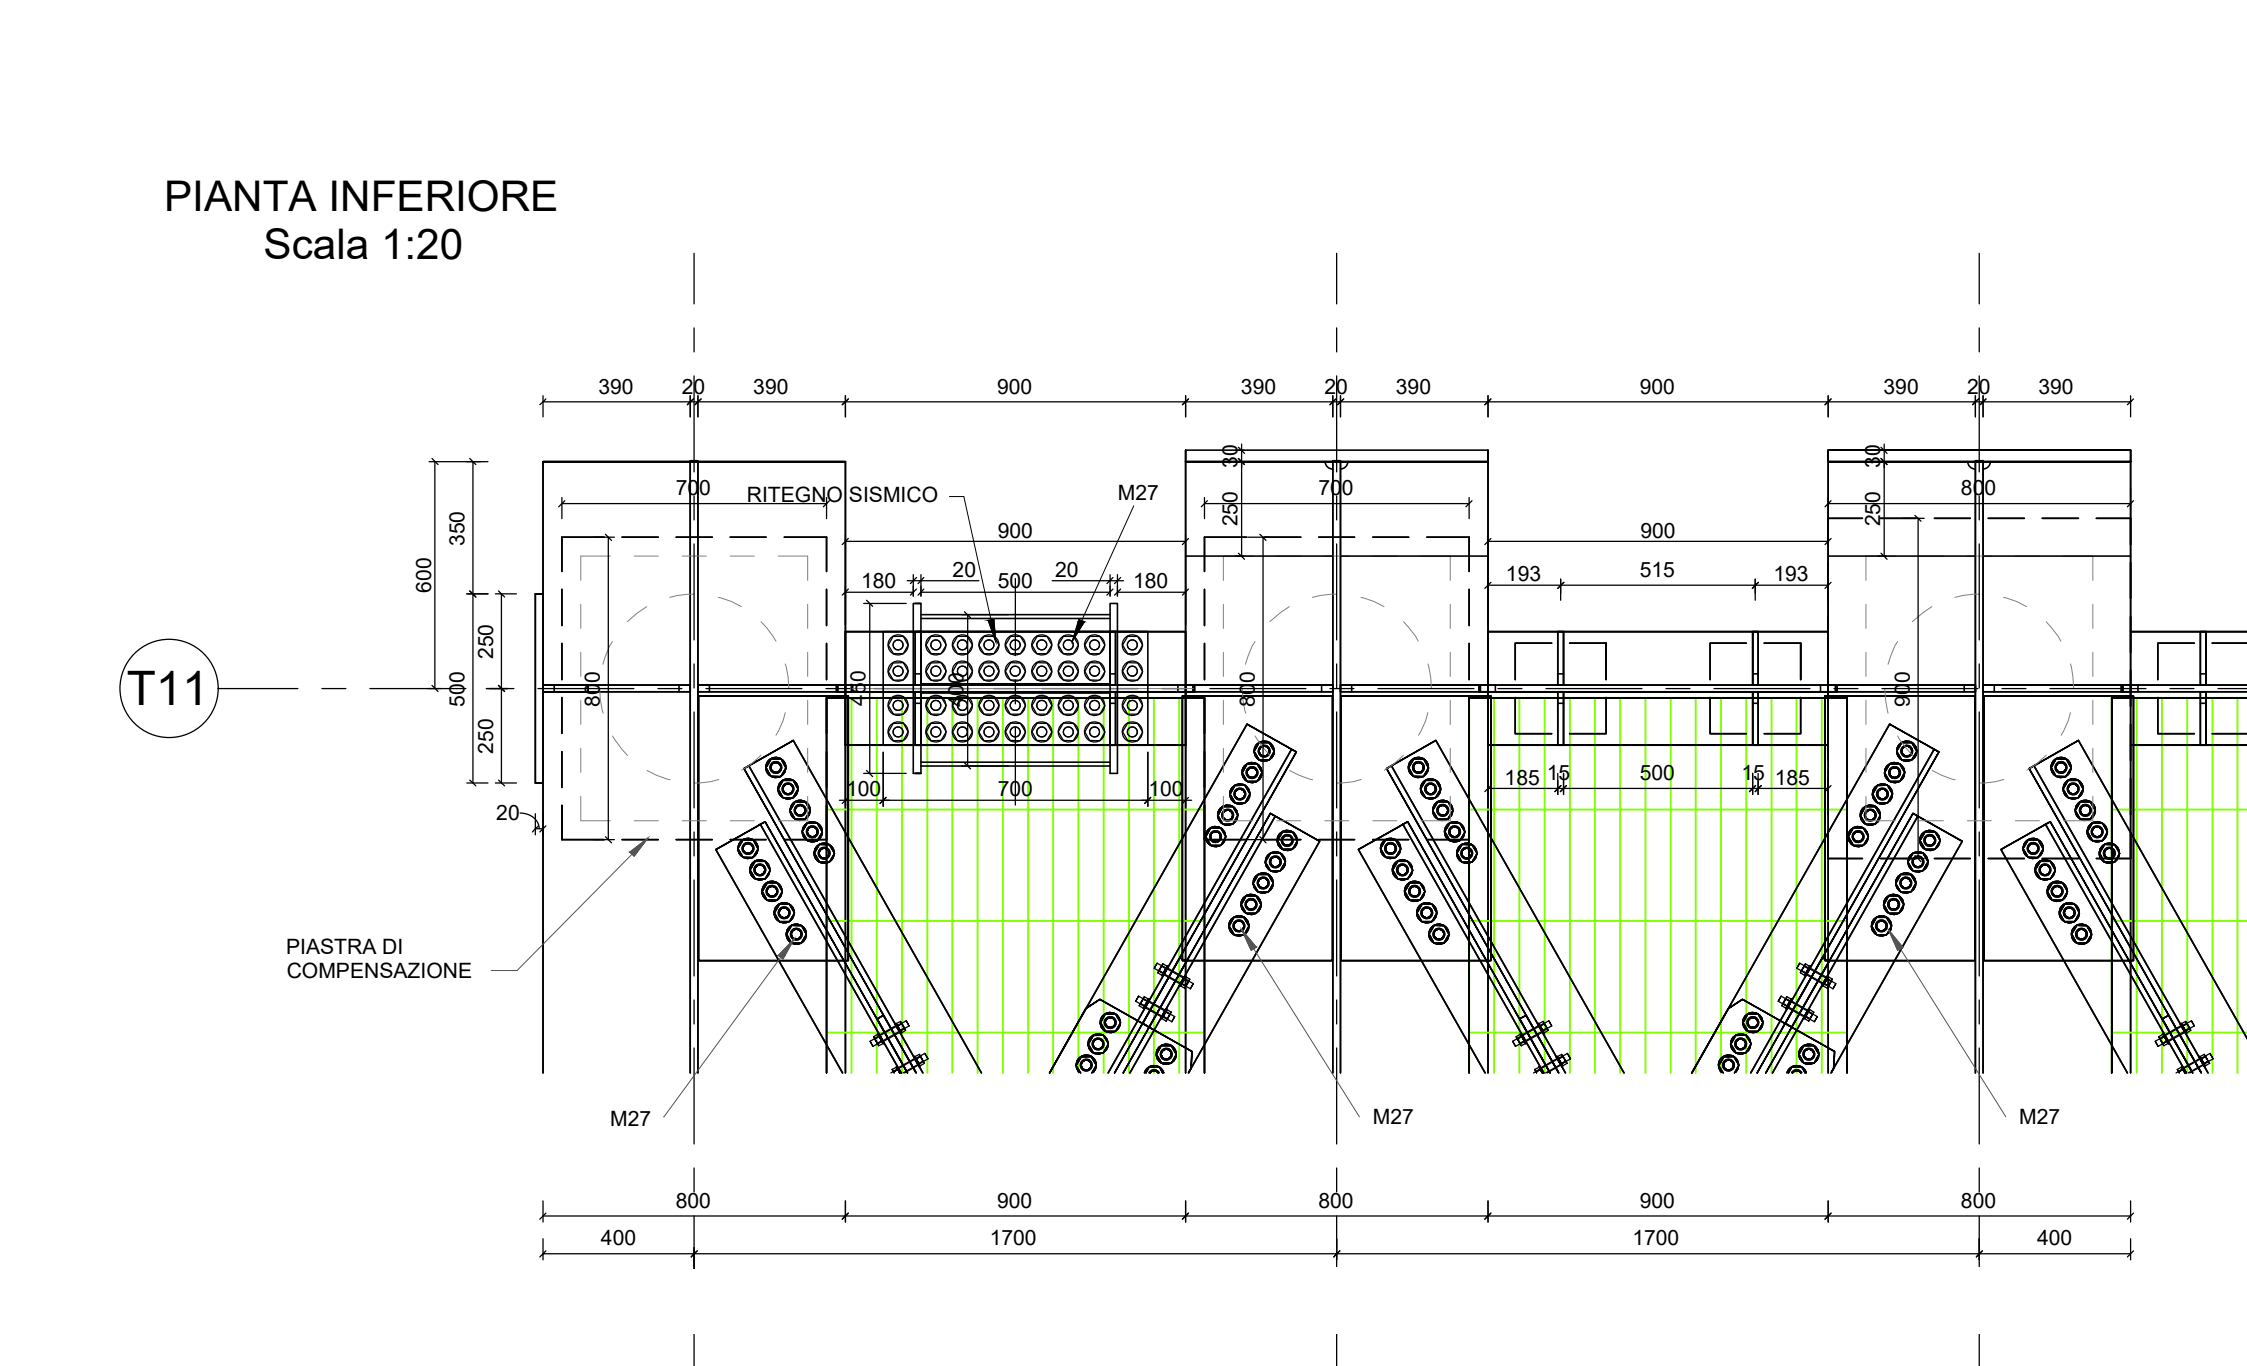 PIANTA INFERIORE
Scala 1:20
390 20 390 900 390 20 390 900 390 20 390
30 30
700 RITEGNO SISMICO M27 700 800
350 250 250
900 900
600
180 20 500 20 180 193 515 193
250
T11
500 800 450 400 800 900
250
185 15 500 15 185
100 700 100
20
PIASTRA DI
COMPENSAZIONE
M27 M27 M27
800 900 800 900 800
400 1700 1700 400